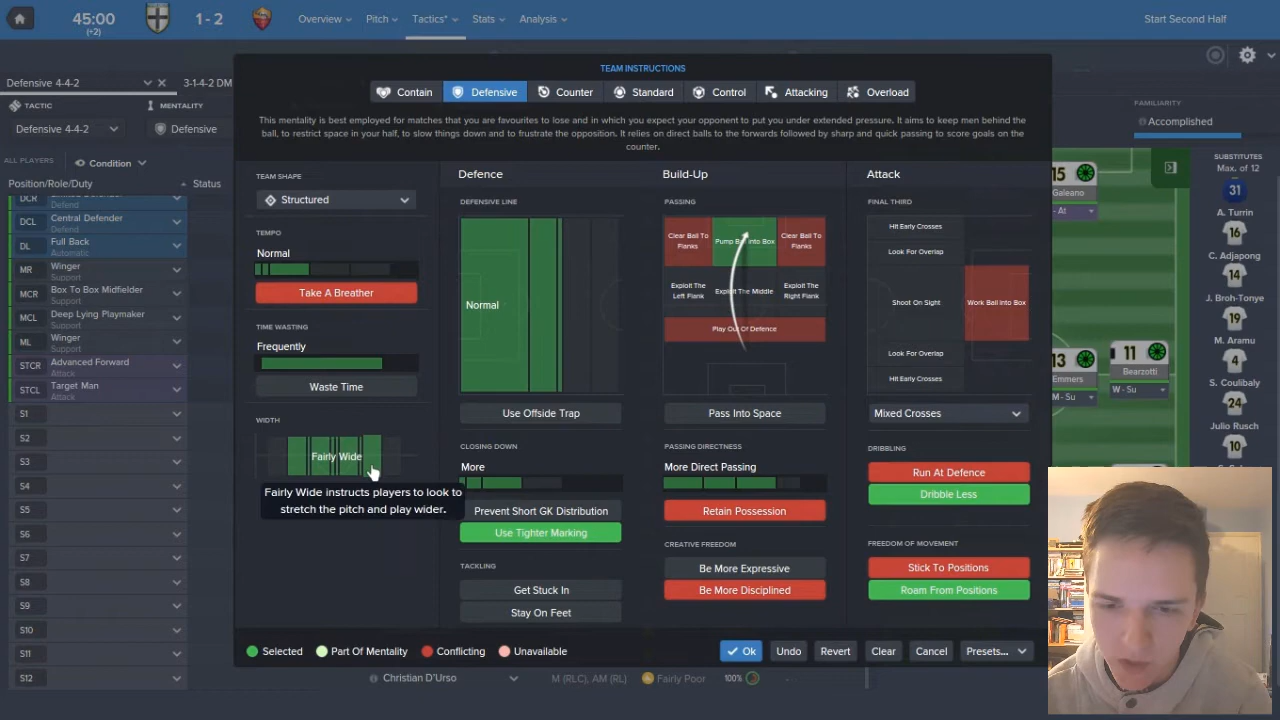 45:00
(+2)
1 - 2
Overview
Pitch
Tactics*
Stats
Analysis
Start Second Half
TEAM INSTRUCTIONS
Defensive 4-4-2
3-1-4-2 DM
Contain
Defensive
Counter
Standard
Control
Attacking
Overload
TACTIC
MENTALITY
Defensive 4-4-2
Defensive
This mentality is best employed for matches that you are favourites to lose and in which you expect your opponent to put you under extended pressure. It aims to keep men behind the
ball, to restrict space in your half, to slow things down and to frustrate the opposition. It relies on direct balls to the forwards followed by sharp and quick passing to score goals on the
counter.
FAMILIARITY
Accomplished
ALL PLAYERS
Condition
Position/Role/Duty
Status
DCR
Limited Defender
Defend
DCL
Central Defender
Defend
DL
Full Back
Automatic
MR
Winger
Support
MCR
Box To Box Midfielder
Support
MCL
Deep Lying Playmaker
Support
ML
Winger
Support
STCR
Advanced Forward
Attack
STCL
Target Man
Attack
S1
S2
S3
S4
S5
S6
S7
S8
S9
S10
S11
S12
TEAM SHAPE
Structured
TEMPO
Normal
Take A Breather
TIME WASTING
Frequently
Waste Time
WIDTH
Fairly Wide
Fairly Wide instructs players to look to
stretch the pitch and play wider.
Defence
DEFENSIVE LINE
Normal
Use Offside Trap
CLOSING DOWN
More
Prevent Short GK Distribution
Use Tighter Marking
TACKLING
Get Stuck In
Stay On Feet
Build-Up
PASSING
Clear Ball To
Flanks
Pump Ball Into Box
Clear Ball To
Flanks
Exploit The
Left Flank
Exploit The Middle
Exploit The
Right Flank
Play Out Of Defence
Pass Into Space
PASSING DIRECTNESS
More Direct Passing
Retain Possession
CREATIVE FREEDOM
Be More Expressive
Be More Disciplined
Attack
FINAL THIRD
Hit Early Crosses
Look For Overlap
Shoot On Sight
Work Ball Into Box
Look For Overlap
Hit Early Crosses
Mixed Crosses
DRIBBLING
Run At Defence
Dribble Less
FREEDOM OF MOVEMENT
Stick To Positions
Roam From Positions
Selected
Part Of Mentality
Conflicting
Unavailable
Ok
Undo
Revert
Clear
Cancel
Presets...
Christian D'Urso
M (RLC), AM (RL)
Fairly Poor
100%
15
Galeano
- At
13
Emmers
M - Su
11
Bearzotti
W - Su
SUBSTITUTES
Max. of 12
31
A. Turrin
16
C. Adjapong
14
J. Broh-Tonye
19
M. Aramu
4
S. Coulibaly
24
Julio Rusch
10